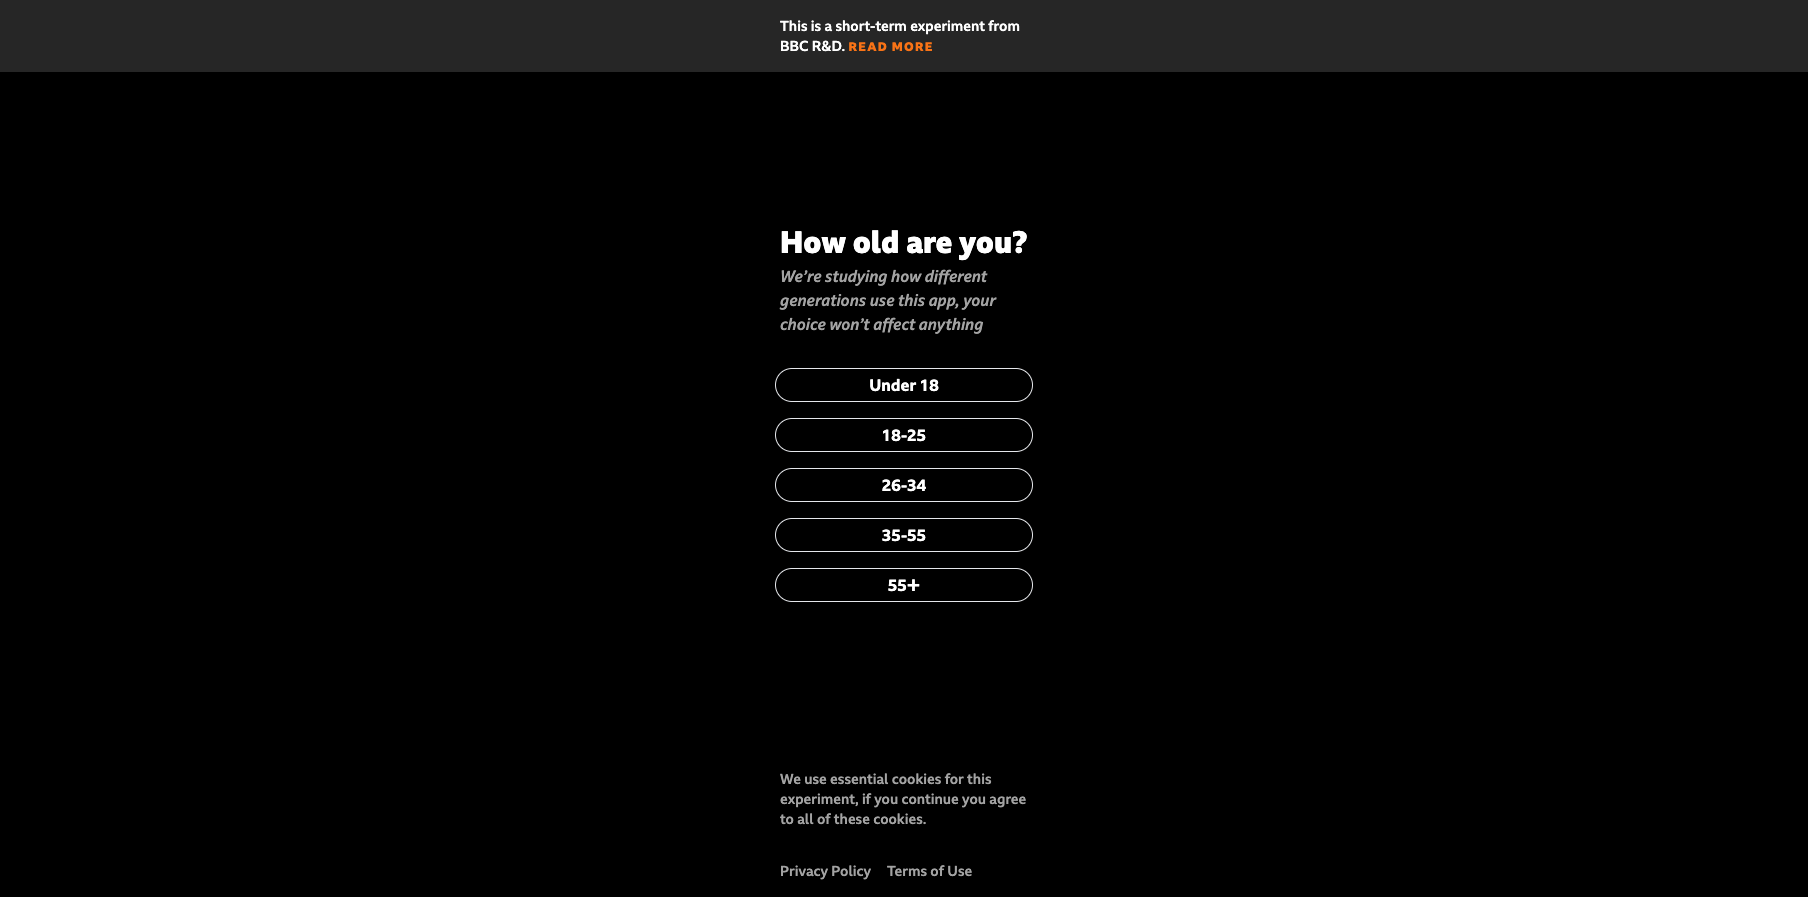 This is a short-term experiment from
BBC R&D. READ MORE
How old are you?
We’re studying how different
generations use this app, your
choice won’t affect anything
Under 18
18-25
26-34
35-55
55+
We use essential cookies for this
experiment, if you continue you agree
to all of these cookies.
Privacy Policy Terms of Use